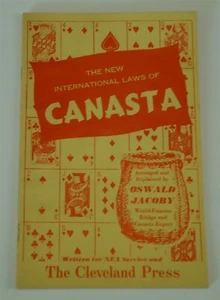 THE NEW
INTERNATIONAL LAWS OF
CANASTA
Arranged and
Explained by
OSWALD
JACOBY
World-Famous
Bridge and
Canasta Expert
Written for NEA Service and
The Cleveland Press